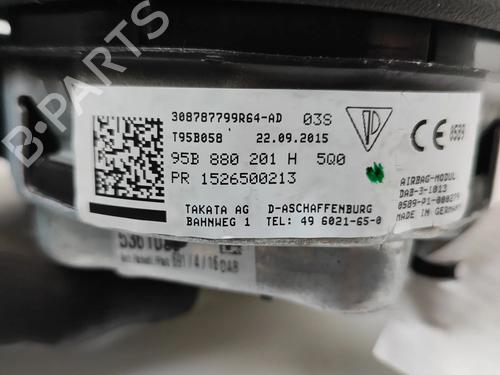 B-PARTS
308787799R64-AD 03S
T95B058 22.09.2015
95B 880 201 H 5Q0
PR 1526500213
TAKATA AG D-ASCHAFFENBURG
BAHNWEG 1 TEL: 49 6021-65-0
CE 0589
AIRBAG-MODUL
DAB-3-1013
0589-P1-000279
MADE IN GERMANY